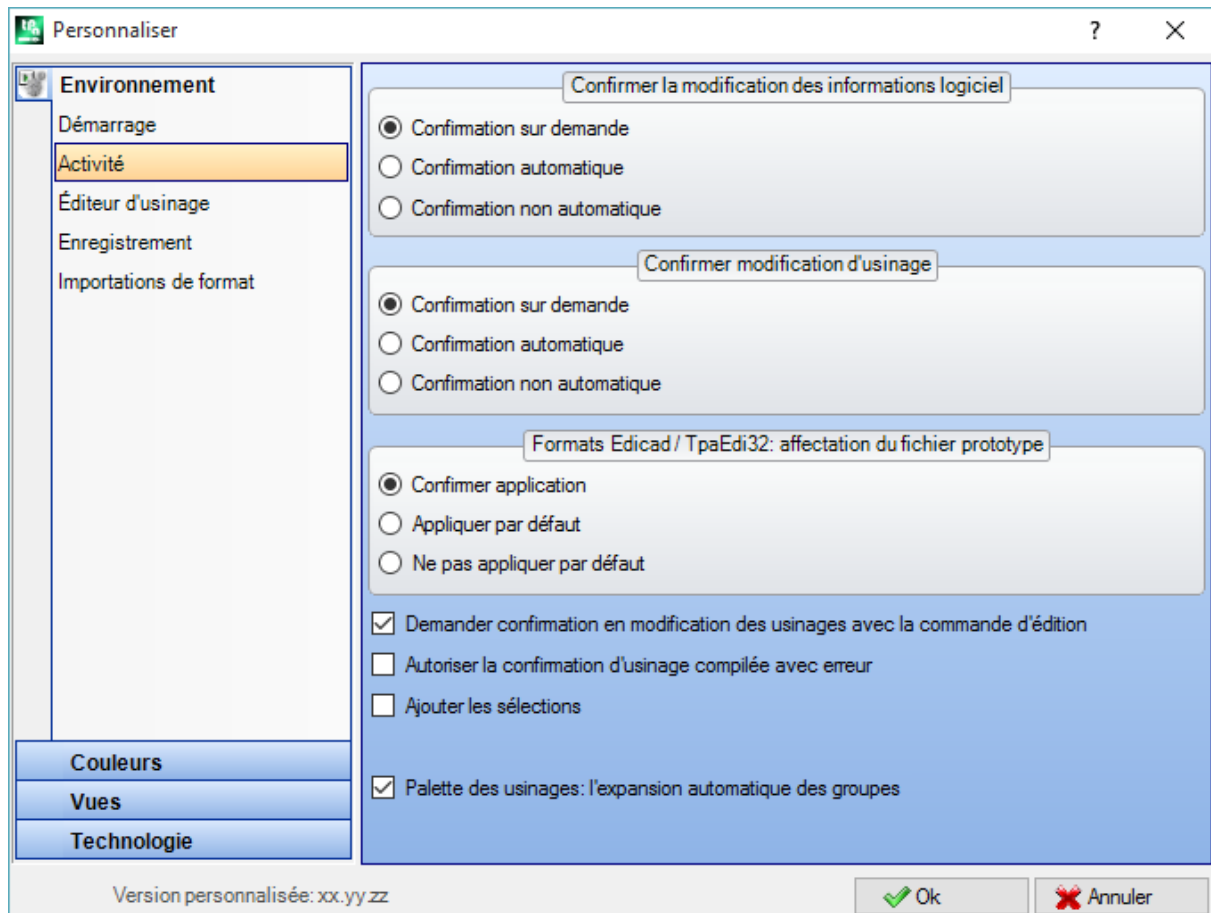 Personnaliser
?
Environnement
Démarrage
Activité
Éditeur d'usinage
Enregistrement
Importations de format
Couleurs
Vues
Technologie
Confirmer la modification des informations logiciel
Confirmation sur demande
Confirmation automatique
Confirmation non automatique
Confirmer modification d'usinage
Confirmation sur demande
Confirmation automatique
Confirmation non automatique
Formats Edicad / TpaEdi32: affectation du fichier prototype
Confirmer application
Appliquer par défaut
Ne pas appliquer par défaut
Demander confirmation en modification des usinages avec la commande d'édition
Autoriser la confirmation d'usinage compilée avec erreur
Ajouter les sélections
Palette des usinages: l'expansion automatique des groupes
Version personnalisée: xx.yy.zz
Ok
Annuler